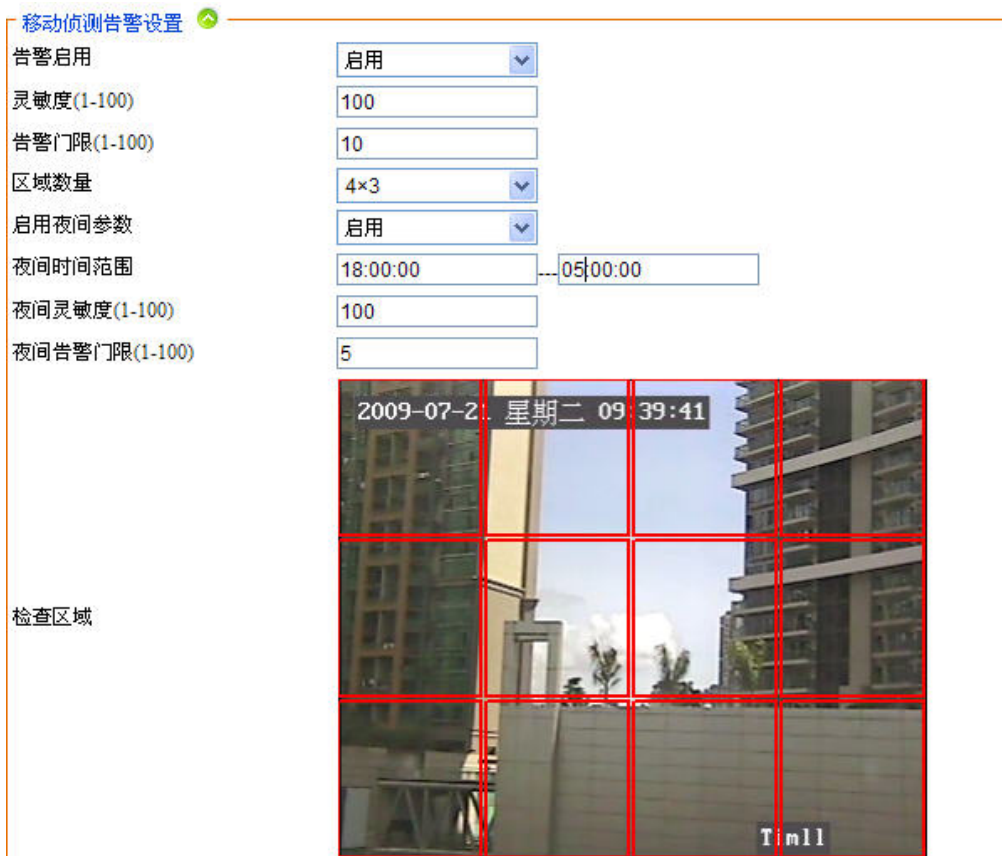 移动侦测告警设置
告警启用 启用
灵敏度(1-100) 100
告警门限(1-100) 10
区域数量 4×3
启用夜间参数 启用
夜间时间范围 18:00:00 --- 05:00:00
夜间灵敏度(1-100) 100
夜间告警门限(1-100) 5
2009-07-21 星期二 09:39:41
检查区域
Timll